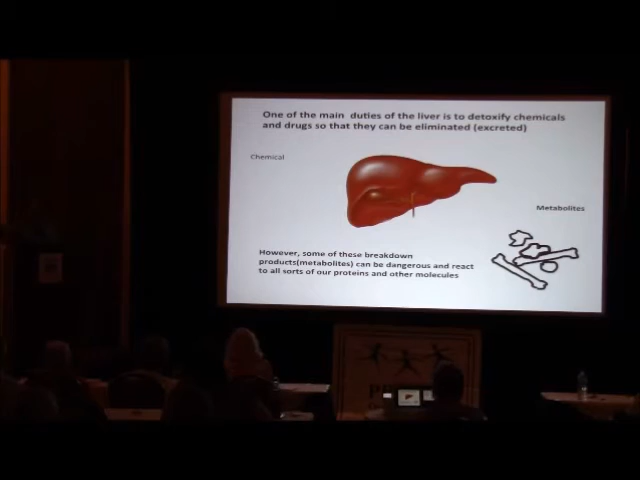 One of the main duties of the liver is to detoxify chemicals
and drugs so that they can be eliminated (excreted)
Chemical
Metabolites
However, some of these breakdown
products(metabolites) can be dangerous and react
to all sorts of our proteins and other molecules